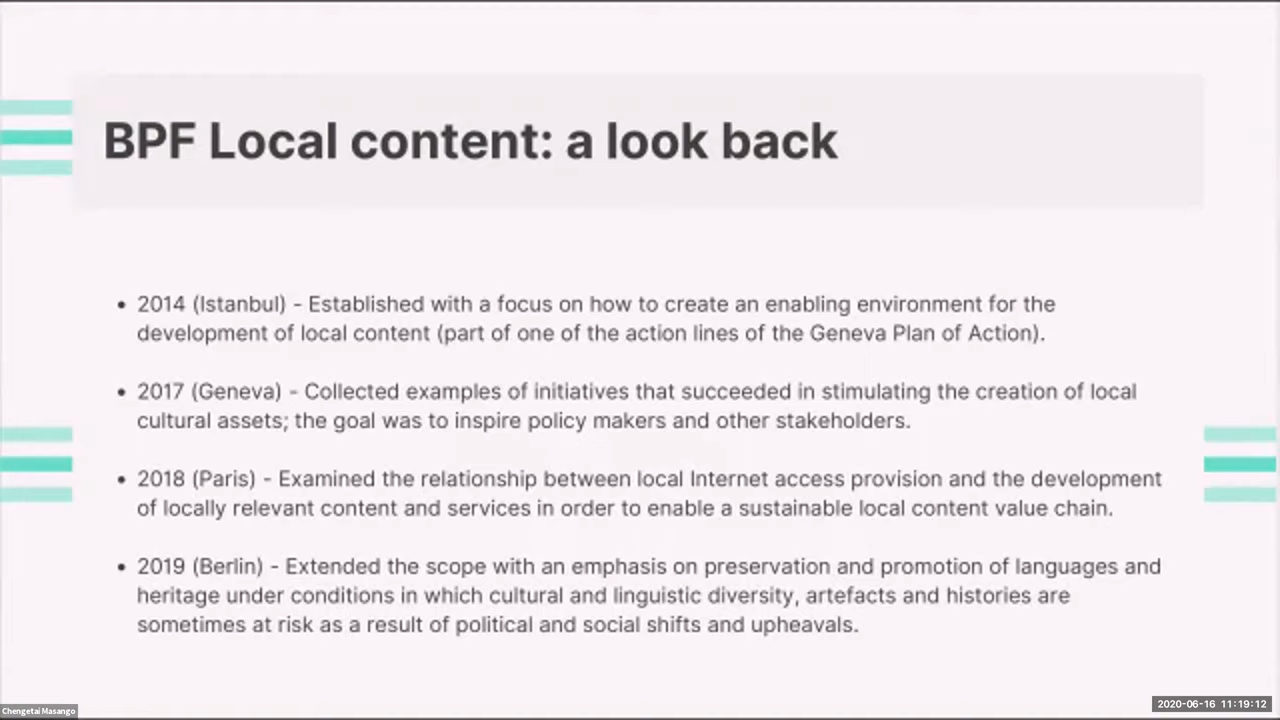 BPF Local content: a look back
• 2014 (Istanbul) - Established with a focus on how to create an enabling environment for the
development of local content (part of one of the action lines of the Geneva Plan of Action).
• 2017 (Geneva) - Collected examples of initiatives that succeeded in stimulating the creation of local
cultural assets; the goal was to inspire policy makers and other stakeholders.
• 2018 (Paris) - Examined the relationship between local Internet access provision and the development
of locally relevant content and services in order to enable a sustainable local content value chain.
• 2019 (Berlin) - Extended the scope with an emphasis on preservation and promotion of languages and
heritage under conditions in which cultural and linguistic diversity, artefacts and histories are
sometimes at risk as a result of political and social shifts and upheavals.
Chengetai Masango
2020-06-16 11:19:12